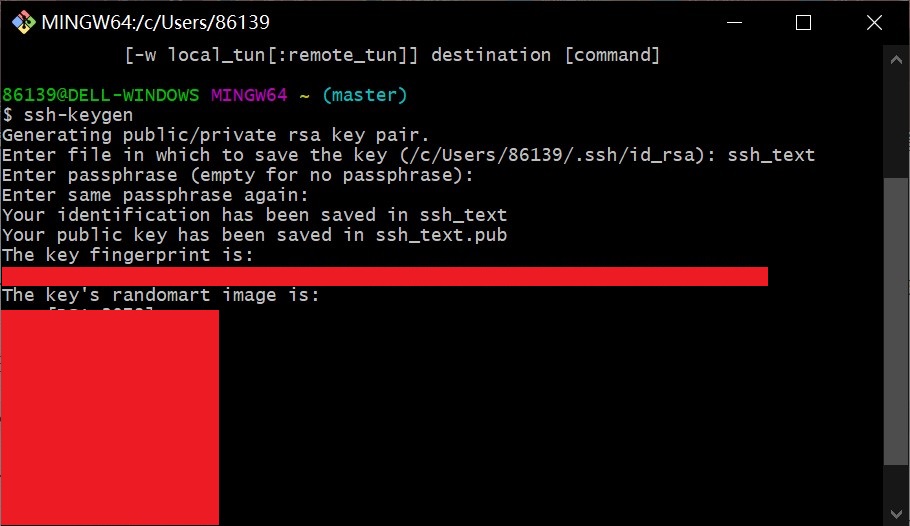 MINGW64:/c/Users/86139
[-w local_tun[:remote_tun]] destination [command]
86139@DELL-WINDOWS MINGW64 ~ (master)
$ ssh-keygen
Generating public/private rsa key pair.
Enter file in which to save the key (/c/Users/86139/.ssh/id_rsa): ssh_text
Enter passphrase (empty for no passphrase):
Enter same passphrase again:
Your identification has been saved in ssh_text
Your public key has been saved in ssh_text.pub
The key fingerprint is:
The key's randomart image is: